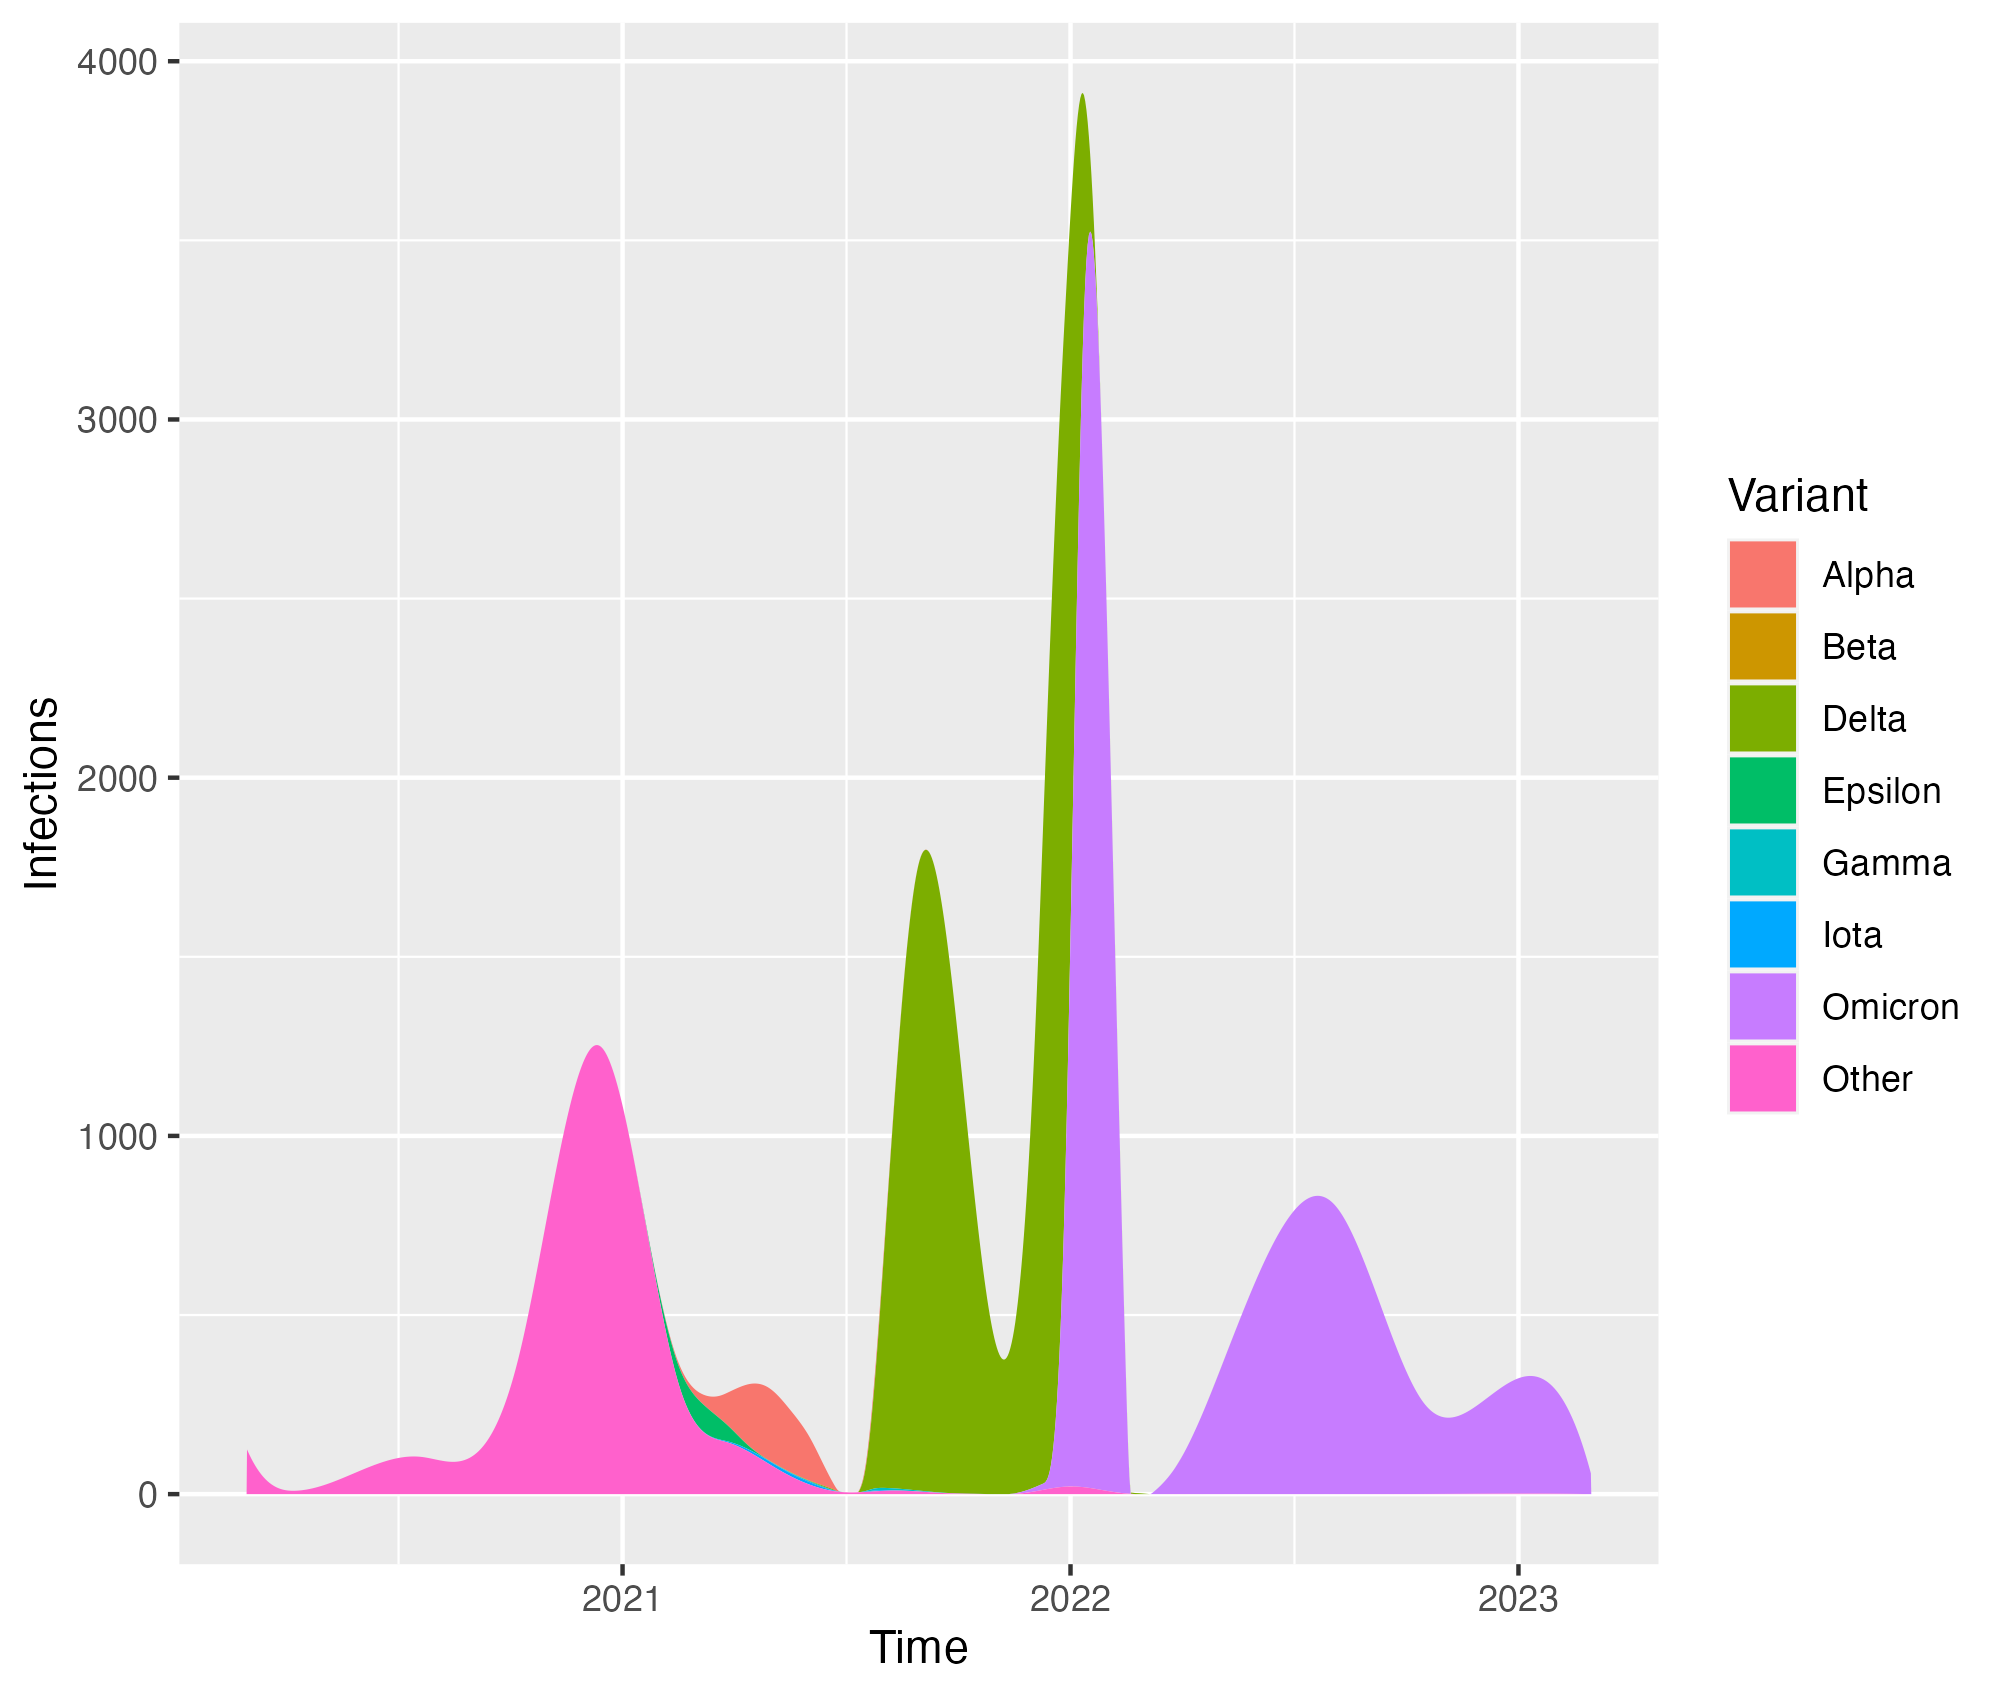 4000
3000
2000
1000
0
Infections
2021
2022
2023
Time
Variant
Alpha
Beta
Delta
Epsilon
Gamma
Iota
Omicron
Other